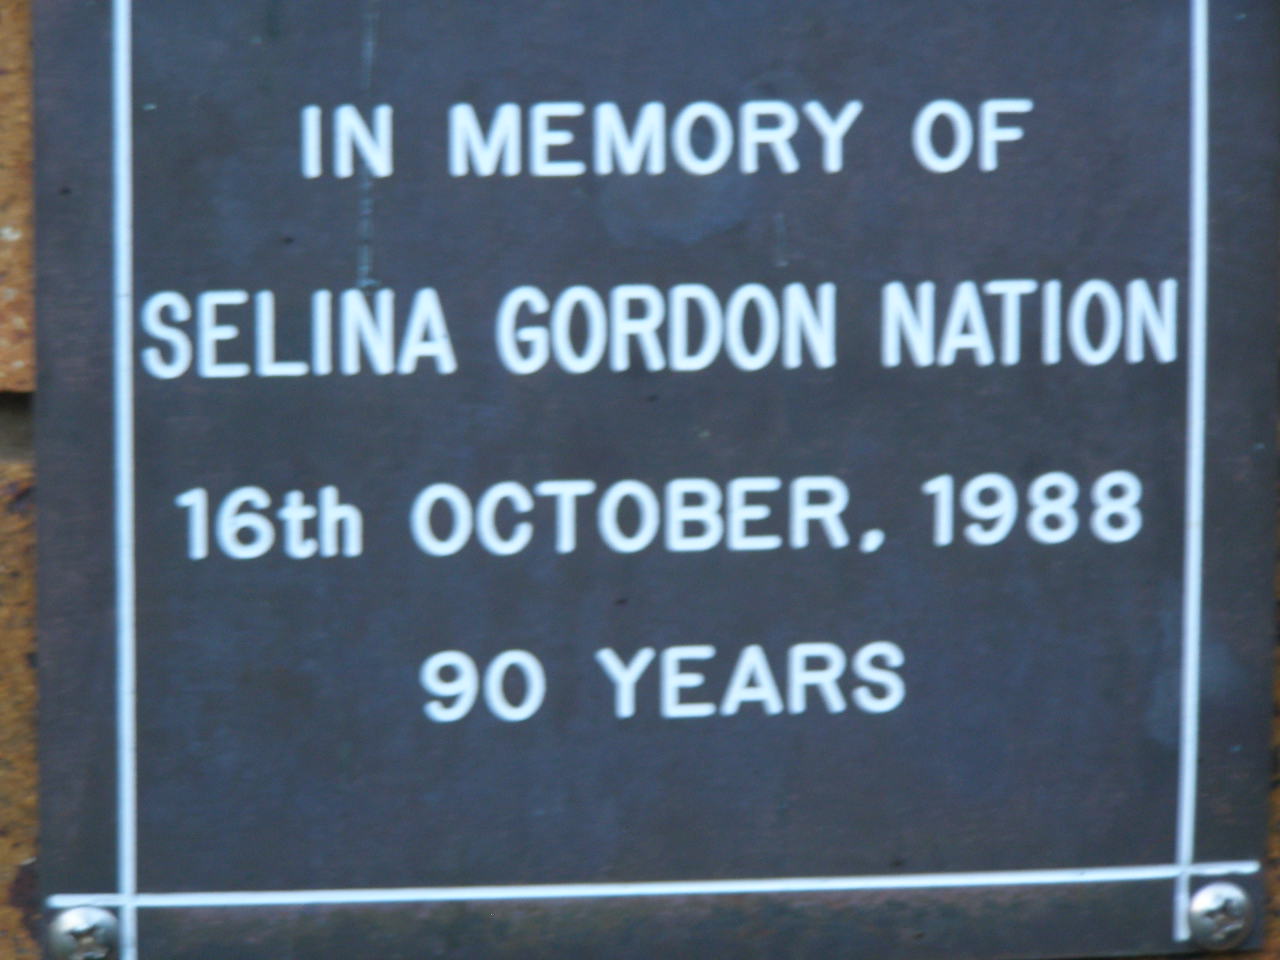 IN MEMORY OF
SELINA GORDON NATION
16th OCTOBER, 1988
90 YEARS